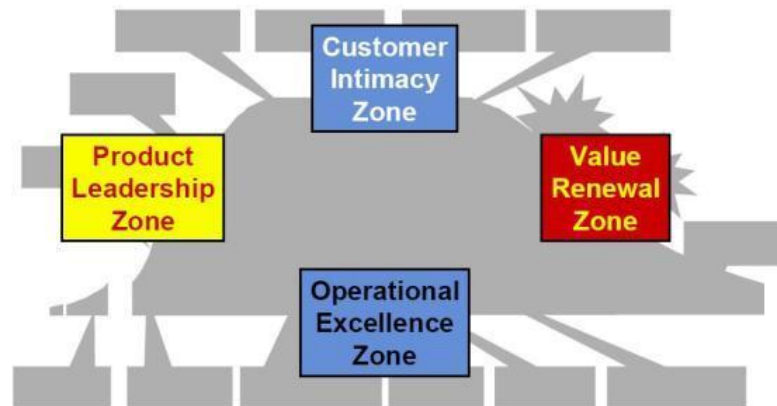 Customer
Intimacy
Zone
Product
Leadership
Zone
Value
Renewal
Zone
Operational
Excellence
Zone